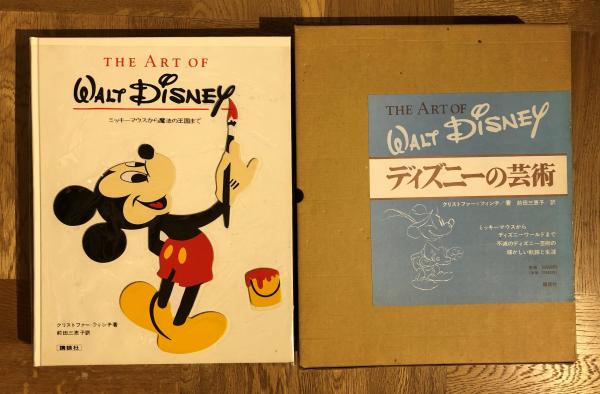 THE ART OF
WALT DISNEY
ミッキーマウスから魔法の王国まで
クリストファー・フィンチ著
前田三恵子訳
講談社
THE ART OF
WALT DISNEY
ディズニーの芸術
クリストファー・フィンチ/著 前田三恵子 訳
ミッキーマウスから
ディズニーワールドまで
不滅のディズニー芸術の
輝かしい軌跡と生涯
講談社